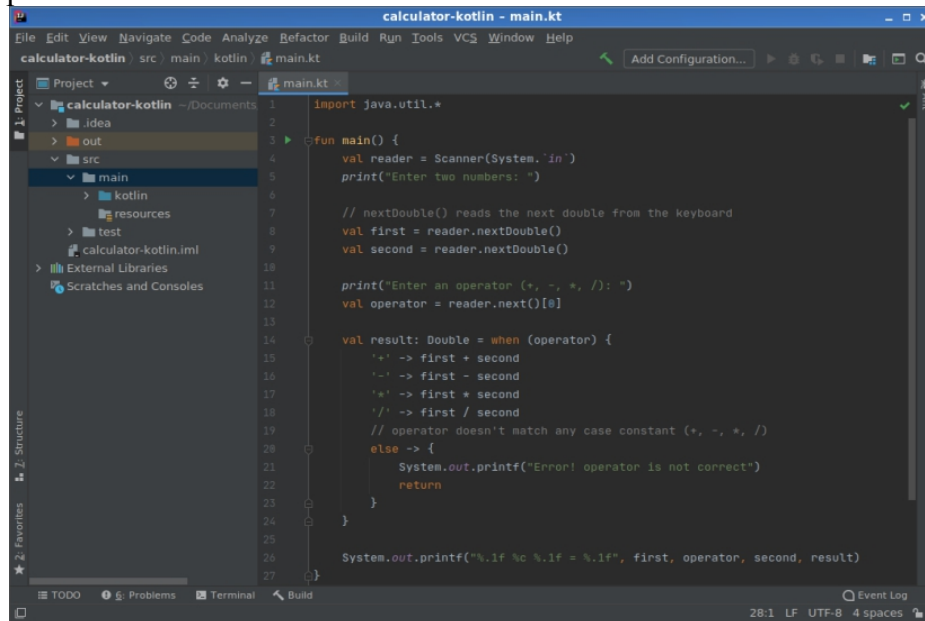 calculator-kotlin – main.kt
File Edit View Navigate Code Analyze Refactor Build Run Tools VCS Window Help
calculator-kotlin src main kotlin main.kt Add Configuration...
1: Project
Project main.kt
calculator-kotlin ~/Documents
.idea
out
src
main
kotlin
resources
test
calculator-kotlin.iml
External Libraries
Scratches and Consoles
1 import java.util.*
2
3 fun main() {
4 val reader = Scanner(System.`in`)
5 print("Enter two numbers: ")
6
7 // nextDouble() reads the next double from the keyboard
8 val first = reader.nextDouble()
9 val second = reader.nextDouble()
10
11 print("Enter an operator (+, -, *, /): ")
12 val operator = reader.next()[0]
13
14 val result: Double = when (operator) {
15 '+' -> first + second
16 '-' -> first - second
17 '*' -> first * second
18 '/' -> first / second
19 // operator doesn't match any case constant (+, -, *, /)
20 else -> {
21 System.out.printf("Error! operator is not correct")
22 return
23 }
24 }
25
26 System.out.printf("%.1f %c %.1f = %.1f", first, operator, second, result)
27 }
Z: Structure
2: Favorites
TODO 6: Problems Terminal Build Event Log
28:1 LF UTF-8 4 spaces